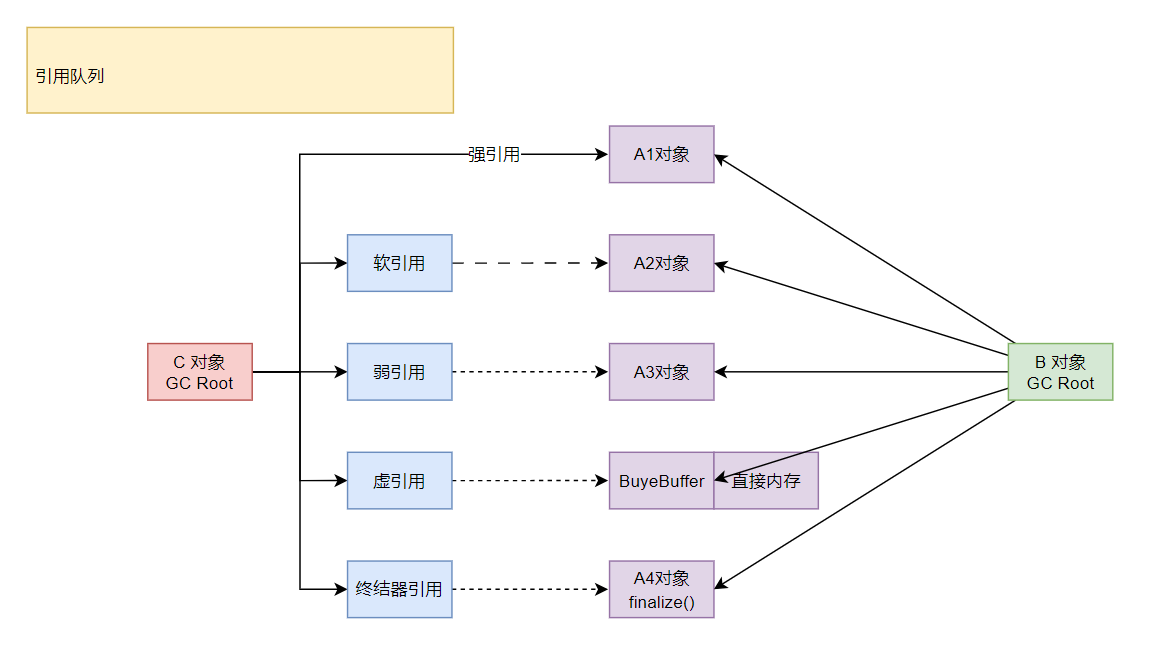 引用队列
强引用
A1对象
软引用
A2对象
C 对象
GC Root
弱引用
A3对象
B 对象
GC Root
虚引用
BuyeBuffer
直接内存
终结器引用
A4对象
finalize()